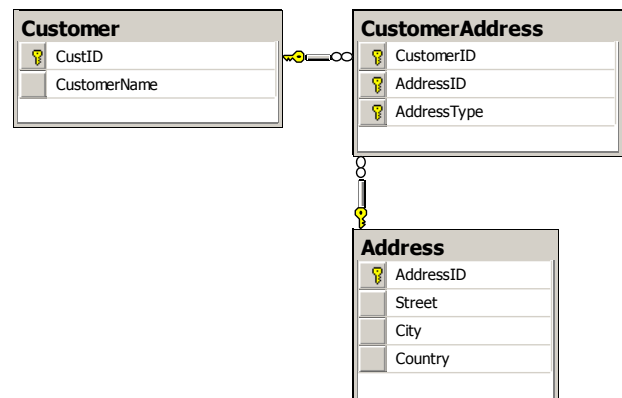 Customer
CustID
CustomerName
CustomerAddress
CustomerID
AddressID
AddressType
Address
AddressID
Street
City
Country